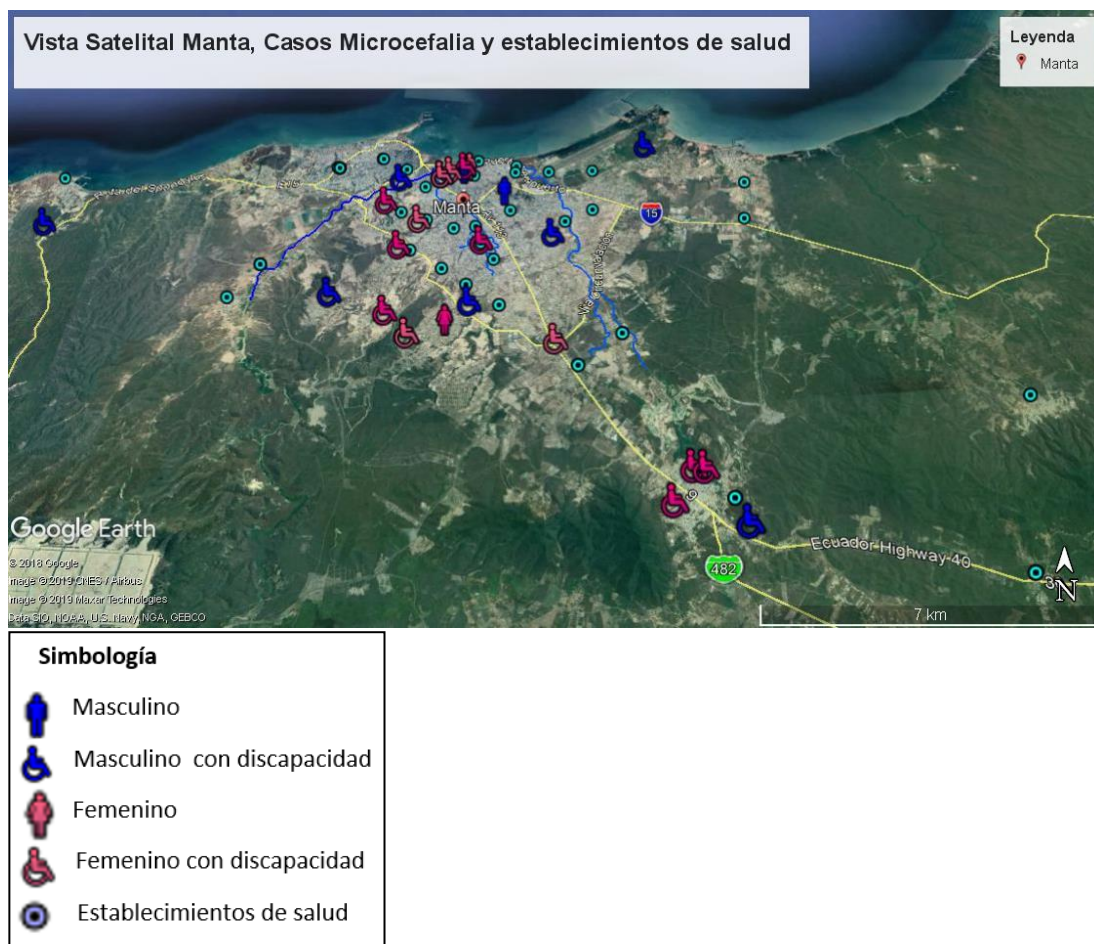 Vista Satelital Manta, Casos Microcefalia y establecimientos de salud
Leyenda
Manta
Manta
15
9
482
Ecuador Highway 40
Google Earth
© 2018 Google
Image © 2019 CNES / Airbus
Image © 2019 Maxar Technologies
Data SIO, NOAA, U.S. Navy, NGA, GEBCO
N
7 km
Simbología
Masculino
Masculino con discapacidad
Femenino
Femenino con discapacidad
Establecimientos de salud